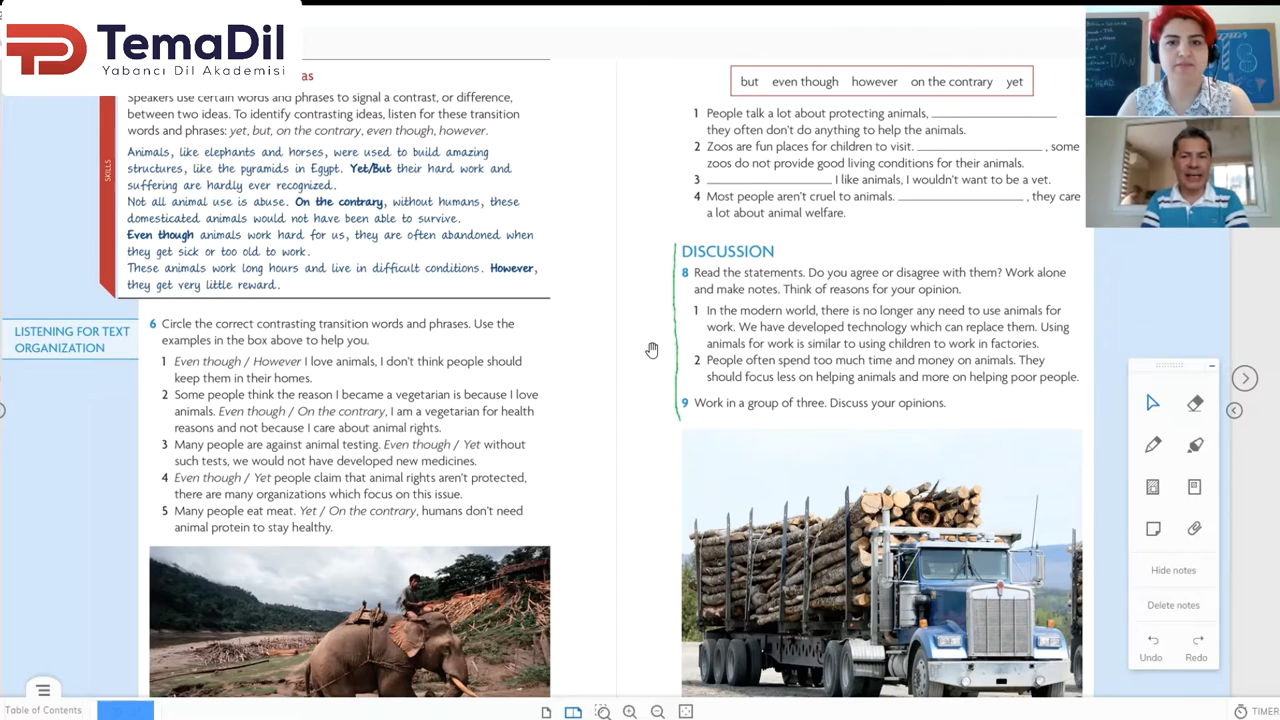 TemaDil
Yabancı Dil Akademisi
as
Speakers use certain words and phrases to signal a contrast, or difference,
between two ideas. To identify contrasting ideas, listen for these transition
words and phrases: yet, but, on the contrary, even though, however.
Animals, like elephants and horses, were used to build amazing
structures, like the pyramids in Egypt. Yet/But their hard work and
suffering are hardly ever recognized.
Not all animal use is abuse. On the contrary, without humans, these
domesticated animals would not have been able to survive.
Even though animals work hard for us, they are often abandoned when
they get sick or too old to work.
These animals work long hours and live in difficult conditions. However,
they get very little reward.
SKILLS
LISTENING FOR TEXT
ORGANIZATION
6 Circle the correct contrasting transition words and phrases. Use the
examples in the box above to help you.
1 Even though / However I love animals, I don't think people should
keep them in their homes.
2 Some people think the reason I became a vegetarian is because I love
animals. Even though / On the contrary, I am a vegetarian for health
reasons and not because I care about animal rights.
3 Many people are against animal testing. Even though / Yet without
such tests, we would not have developed new medicines.
4 Even though / Yet people claim that animal rights aren't protected,
there are many organizations which focus on this issue.
5 Many people eat meat. Yet / On the contrary, humans don't need
animal protein to stay healthy.
but even though however on the contrary yet
1 People talk a lot about protecting animals, ____________
they often don't do anything to help the animals.
2 Zoos are fun places for children to visit. ____________ , some
zoos do not provide good living conditions for their animals.
3 ____________ I like animals, I wouldn't want to be a vet.
4 Most people aren't cruel to animals. ____________ , they care
a lot about animal welfare.
DISCUSSION
8 Read the statements. Do you agree or disagree with them? Work alone
and make notes. Think of reasons for your opinion.
1 In the modern world, there is no longer any need to use animals for
work. We have developed technology which can replace them. Using
animals for work is similar to using children to work in factories.
2 People often spend too much time and money on animals. They
should focus less on helping animals and more on helping poor people.
9 Work in a group of three. Discuss your opinions.
Hide notes
Delete notes
Undo Redo
Table of Contents
TIMER